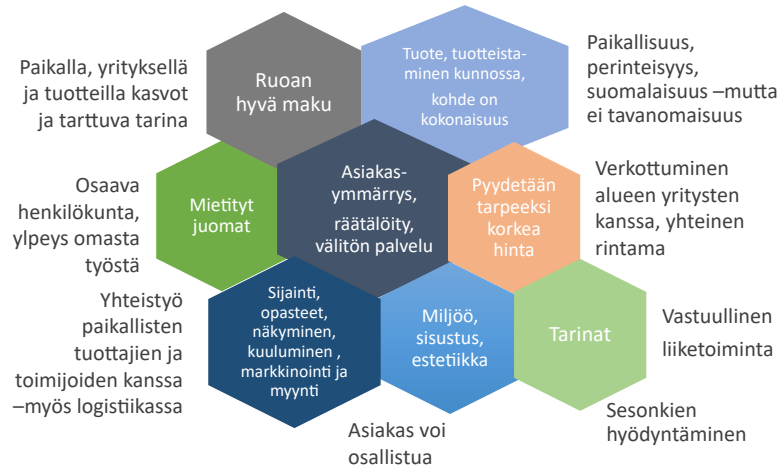 Paikalla, yrityksellä
ja tuotteilla kasvot
ja tarttuva tarina
Ruoan
hyvä maku
Tuote, tuotteista-
minen kunnossa,
kohde on
kokonaisuus
Paikallisuus,
perinteisyys,
suomalaisuus –mutta
ei tavanomaisuus
Osaava
henkilökunta,
ylpeys omasta
työstä
Mietityt
juomat
Asiakas-
ymmärrys,
räätälöity,
välitön palvelu
Pyydetään
tarpeeksi
korkea
hinta
Verkottuminen
alueen yritysten
kanssa, yhteinen
rintama
Yhteistyö
paikallisten
tuottajien ja
toimijoiden kanssa
–myös logistiikassa
Sijainti,
opasteet,
näkyminen,
kuuluminen ,
markkinointi ja
myynti
Miljöö,
sisustus,
estetiikka
Tarinat
Vastuullinen
liiketoiminta
Asiakas voi
osallistua
Sesonkien
hyödyntäminen